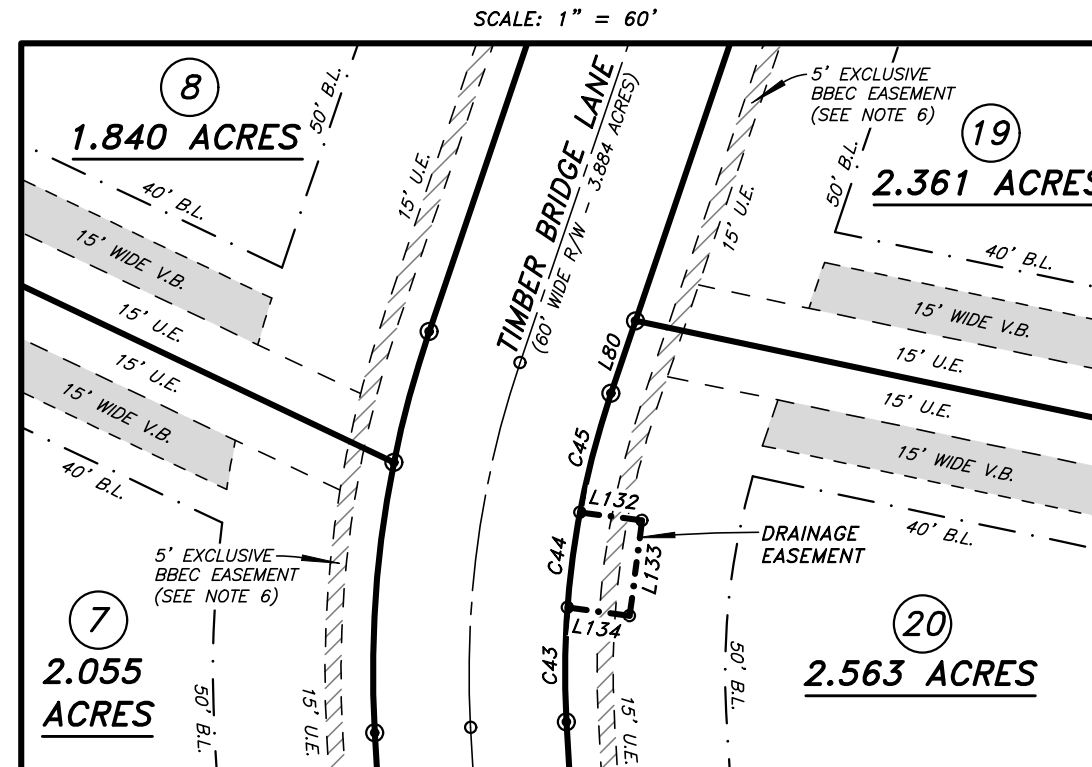 SCALE: 1" = 60'
8
1.840 ACRES
50' B.L.
40' B.L.
15' WIDE V.B.
15' U.E.
15' U.E.
15' U.E.
15' WIDE V.B.
40' B.L.
5' EXCLUSIVE
BBEC EASEMENT
(SEE NOTE 6)
7
2.055
ACRES
50' B.L.
15' U.E.
TIMBER BRIDGE LANE
(60' WIDE R/W - 3.884 ACRES)
5' EXCLUSIVE
BBEC EASEMENT
(SEE NOTE 6)
19
2.361 ACRES
50' B.L.
15' U.E.
40' B.L.
15' WIDE V.B.
15' U.E.
15' U.E.
15' WIDE V.B.
40' B.L.
L80
C45
L132
C44
L133
L134
C43
DRAINAGE
EASEMENT
20
2.563 ACRES
50' B.L.
15' U.E.